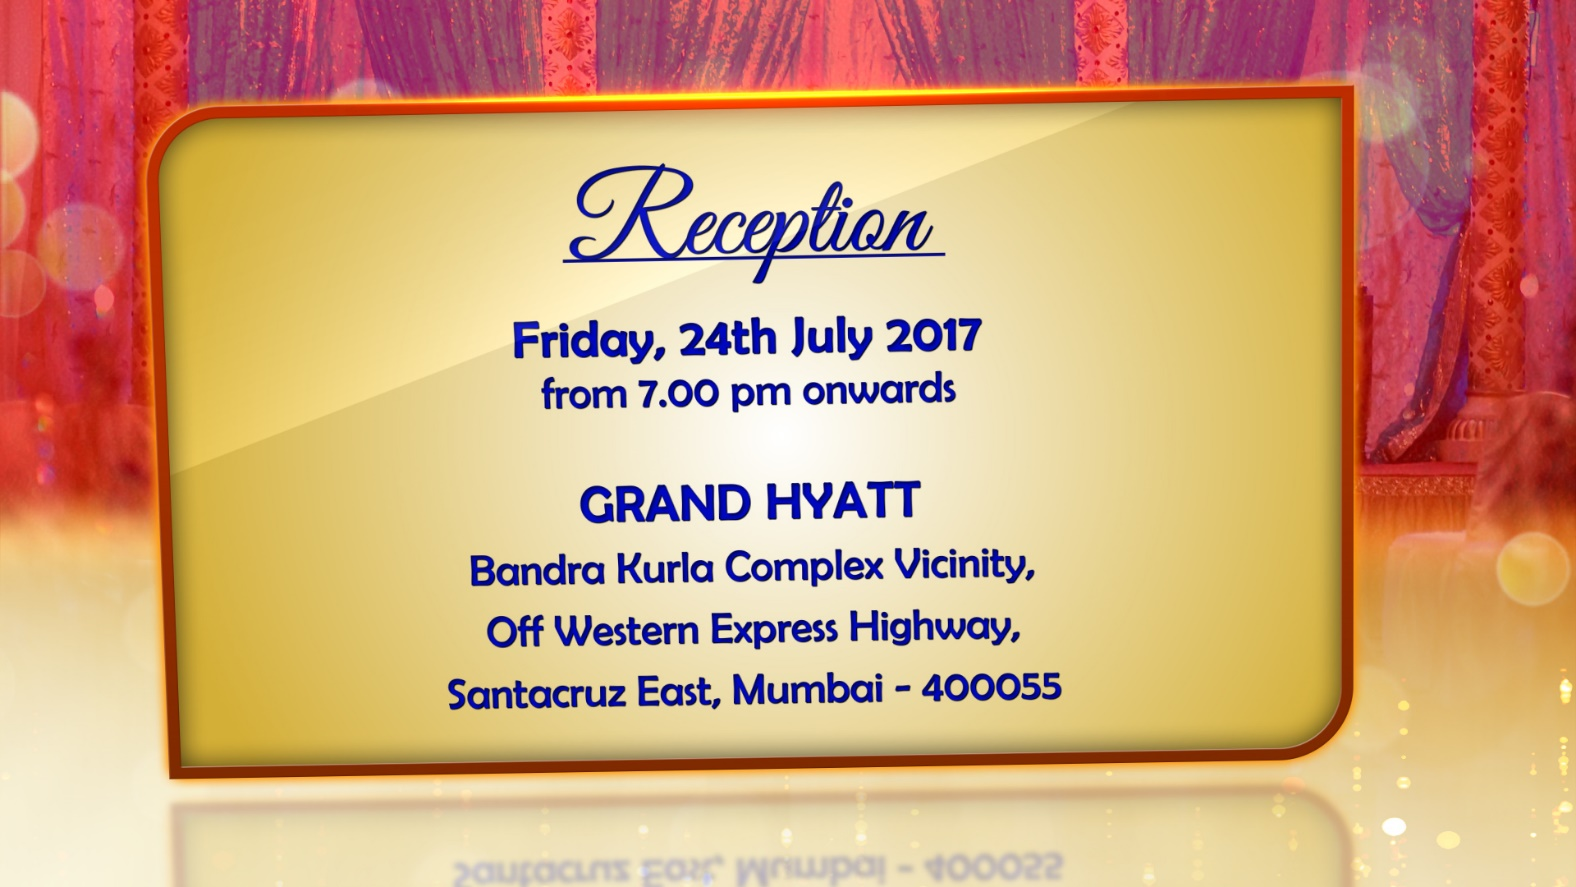 Reception
Friday, 24th July 2017
from 7.00 pm onwards
GRAND HYATT
Bandra Kurla Complex Vicinity,
Off Western Express Highway,
Santacruz East, Mumbai - 400055